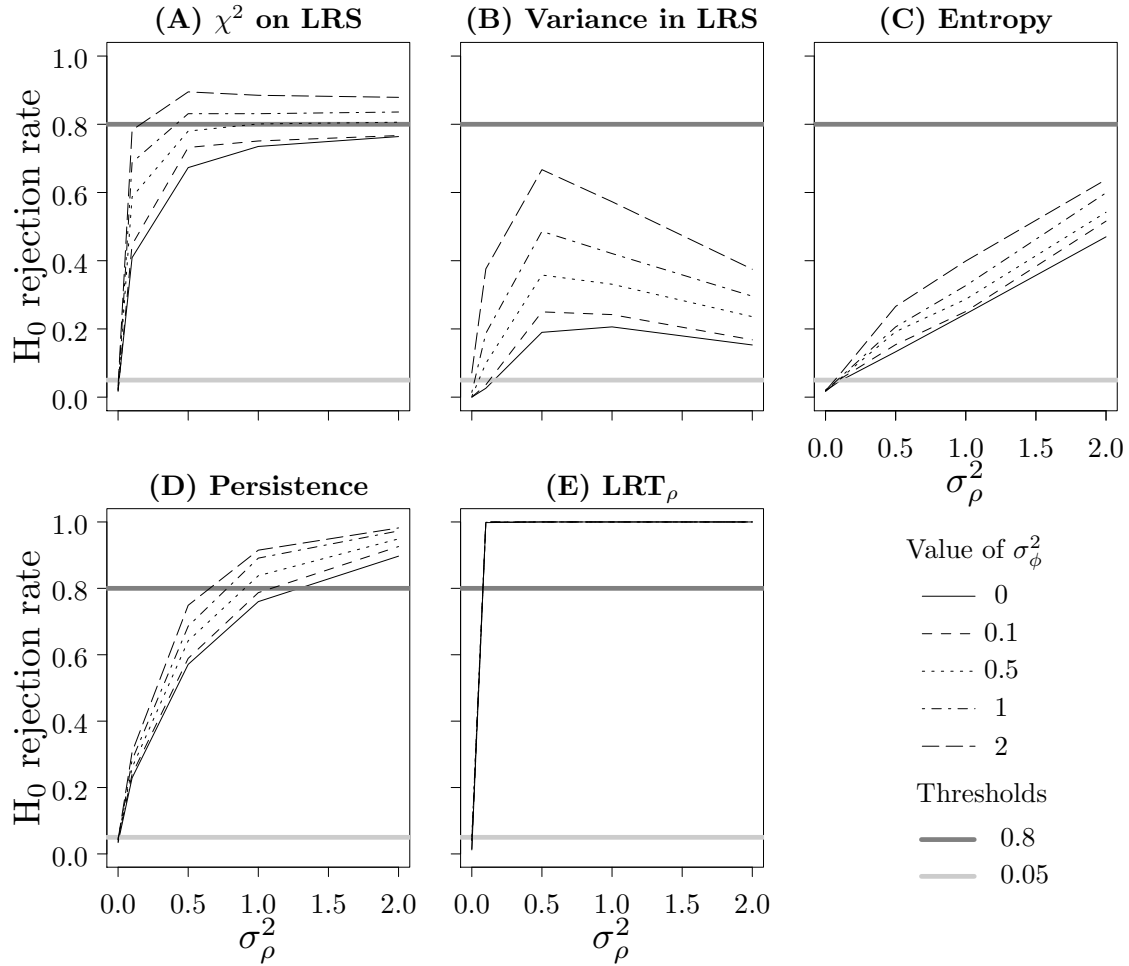 (A) χ² on LRS
(B) Variance in LRS
(C) Entropy
H₀ rejection rate
1.0
0.8
0.6
0.4
0.2
0.0
0.0 0.5 1.0 1.5 2.0
σ²ᵨ
(D) Persistence
(E) LRTᵨ
H₀ rejection rate
1.0
0.8
0.6
0.4
0.2
0.0
0.0 0.5 1.0 1.5 2.0
σ²ᵨ
0.0 0.5 1.0 1.5 2.0
σ²ᵨ
Value of σ²ᵩ
0
0.1
0.5
1
2
Thresholds
0.8
0.05